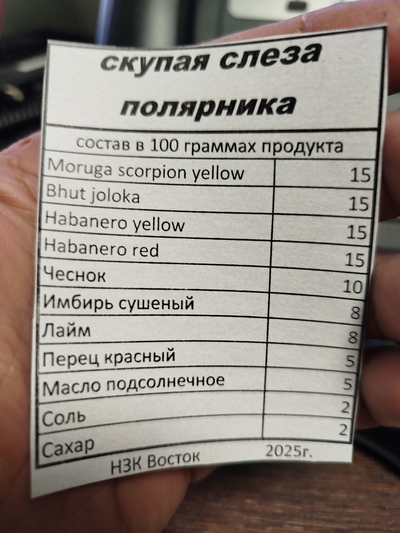 скупая слеза
полярника
состав в 100 граммах продукта
Moruga scorpion yellow 15
Bhut joloka 15
Habanero yellow 15
Habanero red 15
Чеснок 10
Имбирь сушеный 8
Лайм 8
Перец красный 5
Масло подсолнечное 5
Соль 2
Сахар 2
НЗК Восток 2025г.